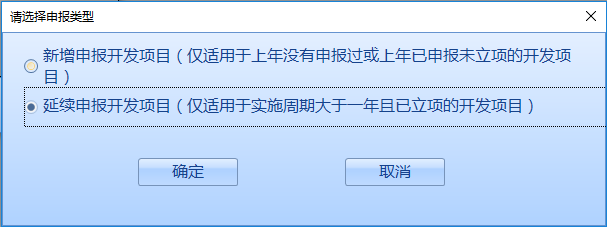 请选择申报类型
新增申报开发项目（仅适用于上年没有申报过或上年已申报未立项的开发项
目）
延续申报开发项目（仅适用于实施周期大于一年且已立项的开发项目）
确定 取消